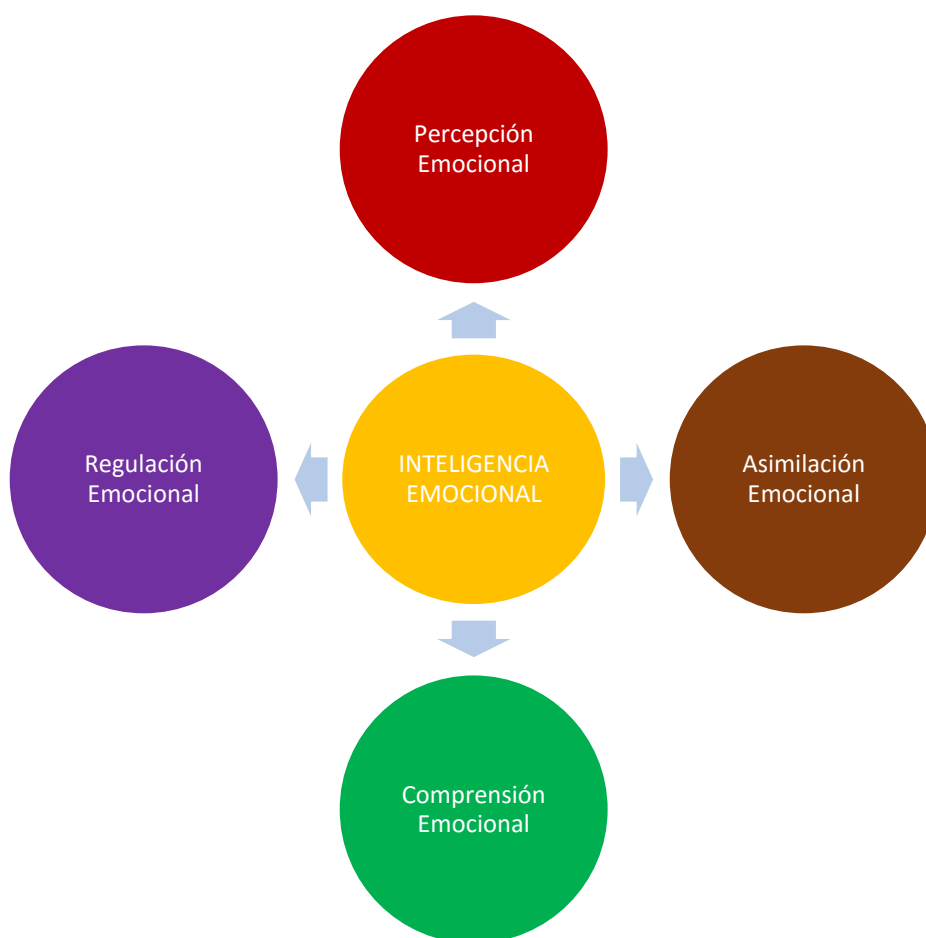 Percepción
Emocional
Regulación
Emocional
INTELIGENCIA
EMOCIONAL
Asimilación
Emocional
Comprensión
Emocional